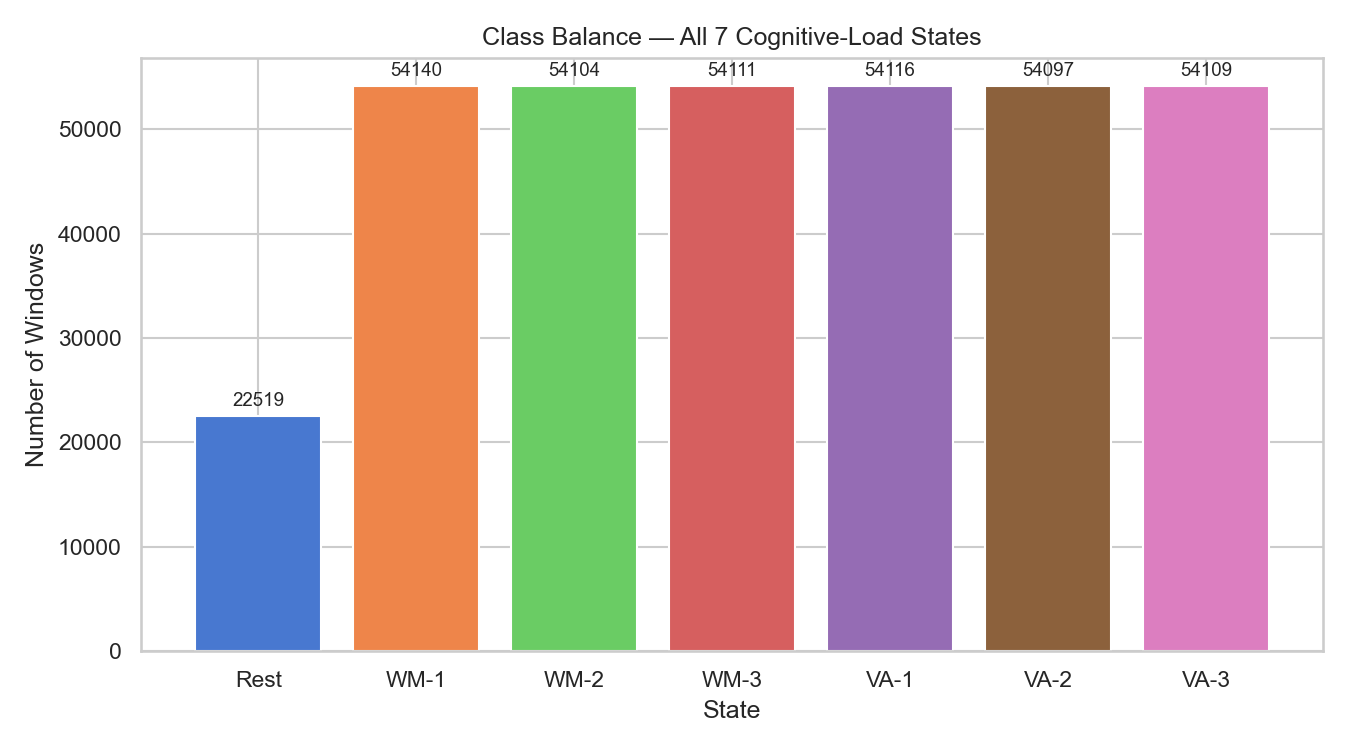 Class Balance — All 7 Cognitive-Load States
54140 54104 54111 54116 54097 54109
22519
50000
40000
30000
20000
10000
0
Number of Windows
Rest WM-1 WM-2 WM-3 VA-1 VA-2 VA-3
State